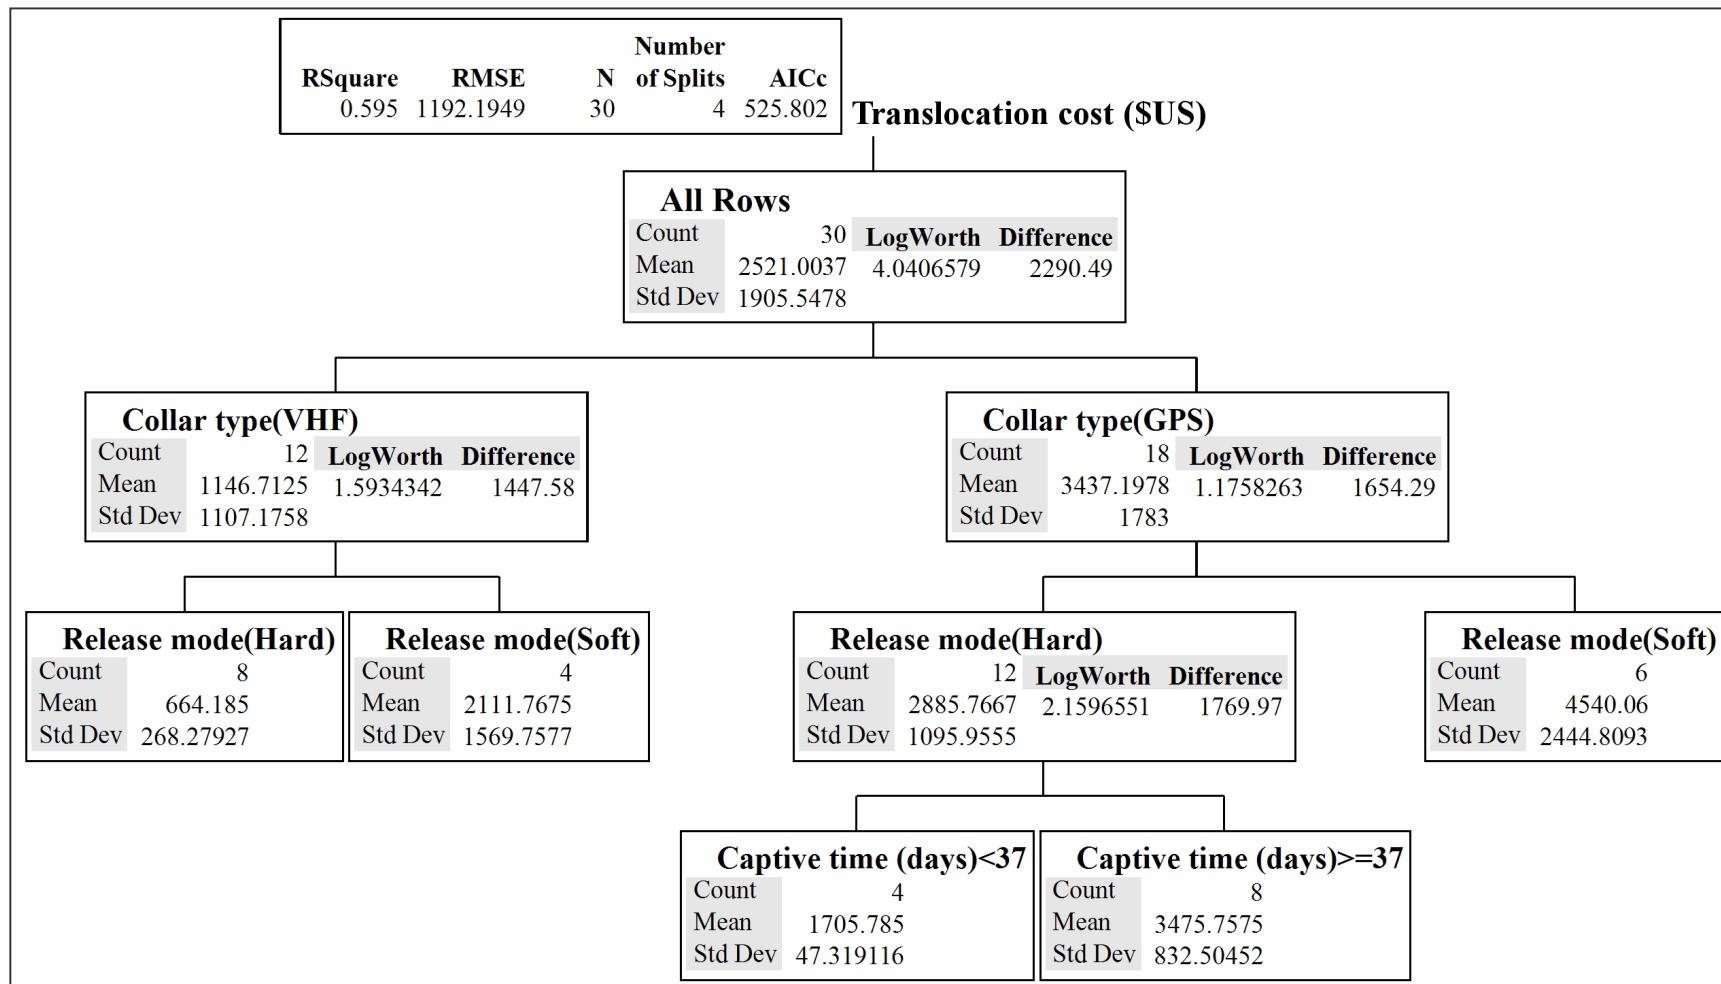 Number
RSquare RMSE N of Splits AICc
0.595 1192.1949 30 4 525.802
Translocation cost ($US)
All Rows
Count 30 LogWorth Difference
Mean 2521.0037 4.0406579 2290.49
Std Dev 1905.5478
Collar type(VHF)
Count 12 LogWorth Difference
Mean 1146.7125 1.5934342 1447.58
Std Dev 1107.1758
Collar type(GPS)
Count 18 LogWorth Difference
Mean 3437.1978 1.1758263 1654.29
Std Dev 1783
Release mode(Hard)
Count 8
Mean 664.185
Std Dev 268.27927
Release mode(Soft)
Count 4
Mean 2111.7675
Std Dev 1569.7577
Release mode(Hard)
Count 12 LogWorth Difference
Mean 2885.7667 2.1596551 1769.97
Std Dev 1095.9555
Release mode(Soft)
Count 6
Mean 4540.06
Std Dev 2444.8093
Captive time (days)<37
Count 4
Mean 1705.785
Std Dev 47.319116
Captive time (days)>=37
Count 8
Mean 3475.7575
Std Dev 832.50452